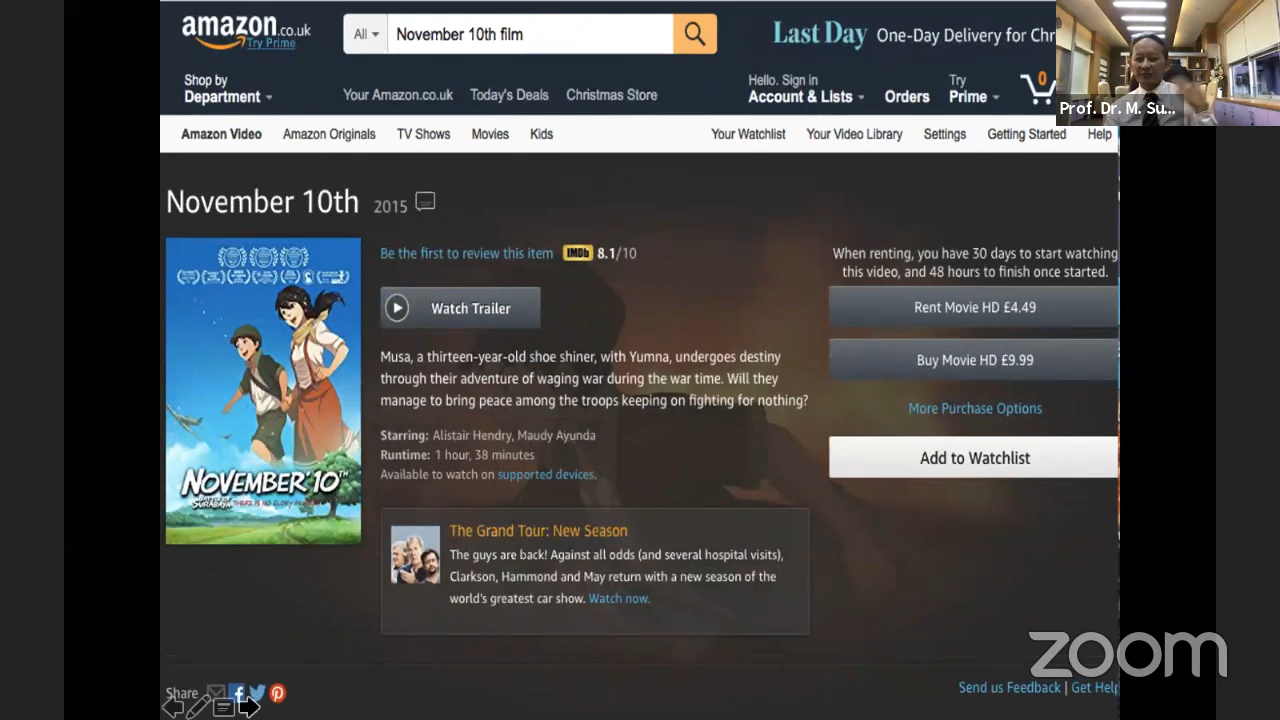 amazon.co.uk
Try Prime
All
November 10th film
Last Day One-Day Delivery for Chr
Shop by
Department
Your Amazon.co.uk Today's Deals Christmas Store
Hello. Sign in
Account & Lists
Orders
Try
Prime
0
Prof. Dr. M. Su...
Amazon Video Amazon Originals TV Shows Movies Kids Your Watchlist Your Video Library Settings Getting Started Help
November 10th 2015
NOVEMBER 10TH
BATTLE OF SURABAYA THERE IS NO GLORY
Be the first to review this item IMDb 8.1/10
Watch Trailer
Musa, a thirteen-year-old shoe shiner, with Yumna, undergoes destiny
through their adventure of waging war during the war time. Will they
manage to bring peace among the troops keeping on fighting for nothing?
Starring: Alistair Hendry, Maudy Ayunda
Runtime: 1 hour, 38 minutes
Available to watch on supported devices.
The Grand Tour: New Season
The guys are back! Against all odds (and several hospital visits),
Clarkson, Hammond and May return with a new season of the
world's greatest car show. Watch now.
When renting, you have 30 days to start watching
this video, and 48 hours to finish once started.
Rent Movie HD £4.49
Buy Movie HD £9.99
More Purchase Options
Add to Watchlist
zoom
Share
Send us Feedback | Get Help